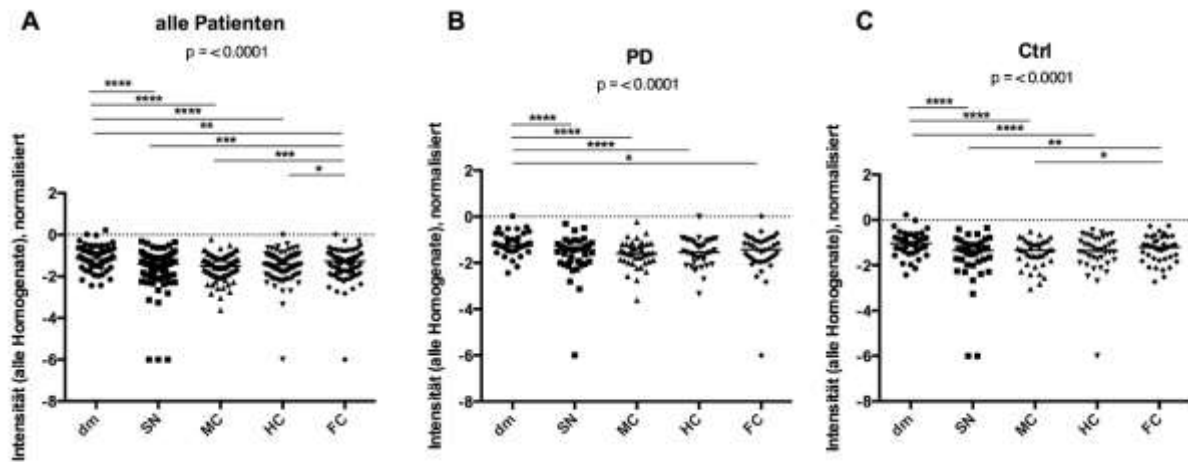 A
alle Patienten
p = <0.0001
****
****
****
**
***
***
*
Intensität (alle Homogenate), normalisiert
2
0
-2
-4
-6
-8
dm
SN
MC
HC
FC
B
PD
p = <0.0001
****
****
****
*
Intensität (alle Homogenate), normalisiert
2
0
-2
-4
-6
-8
dm
SN
MC
HC
FC
C
Ctrl
p = <0.0001
****
****
****
**
*
Intensität (alle Homogenate), normalisiert
2
0
-2
-4
-6
-8
dm
SN
MC
HC
FC